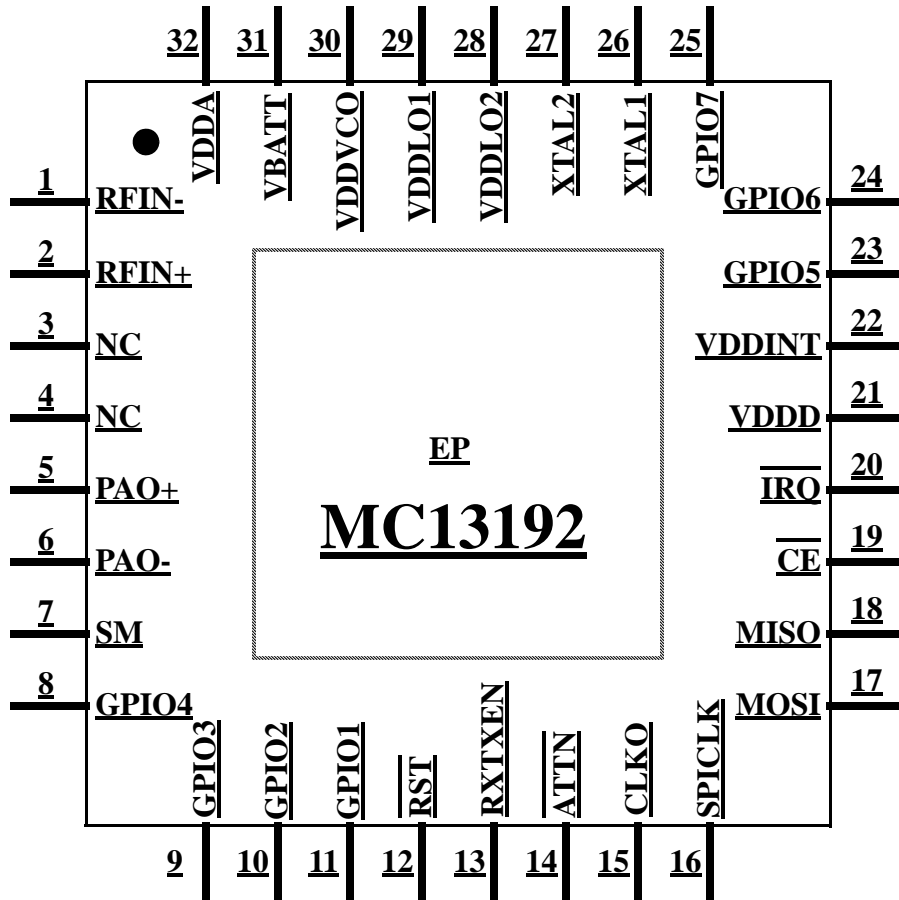 32 31 30 29 28 27 26 25
VDDA
VBATT
VDDVCO
VDDLO1
VDDLO2
XTAL2
XTAL1
GPIO7
1 RFIN-
2 RFIN+
3 NC
4 NC
5 PAO+
6 PAO-
7 SM
8 GPIO4
GPIO6 24
GPIO5 23
VDDINT 22
VDDD 21
IRQ 20
CE 19
MISO 18
MOSI 17
EP
MC13192
GPIO3
GPIO2
GPIO1
RST
RXTXEN
ATTN
CLKO
SPICLK
9 10 11 12 13 14 15 16